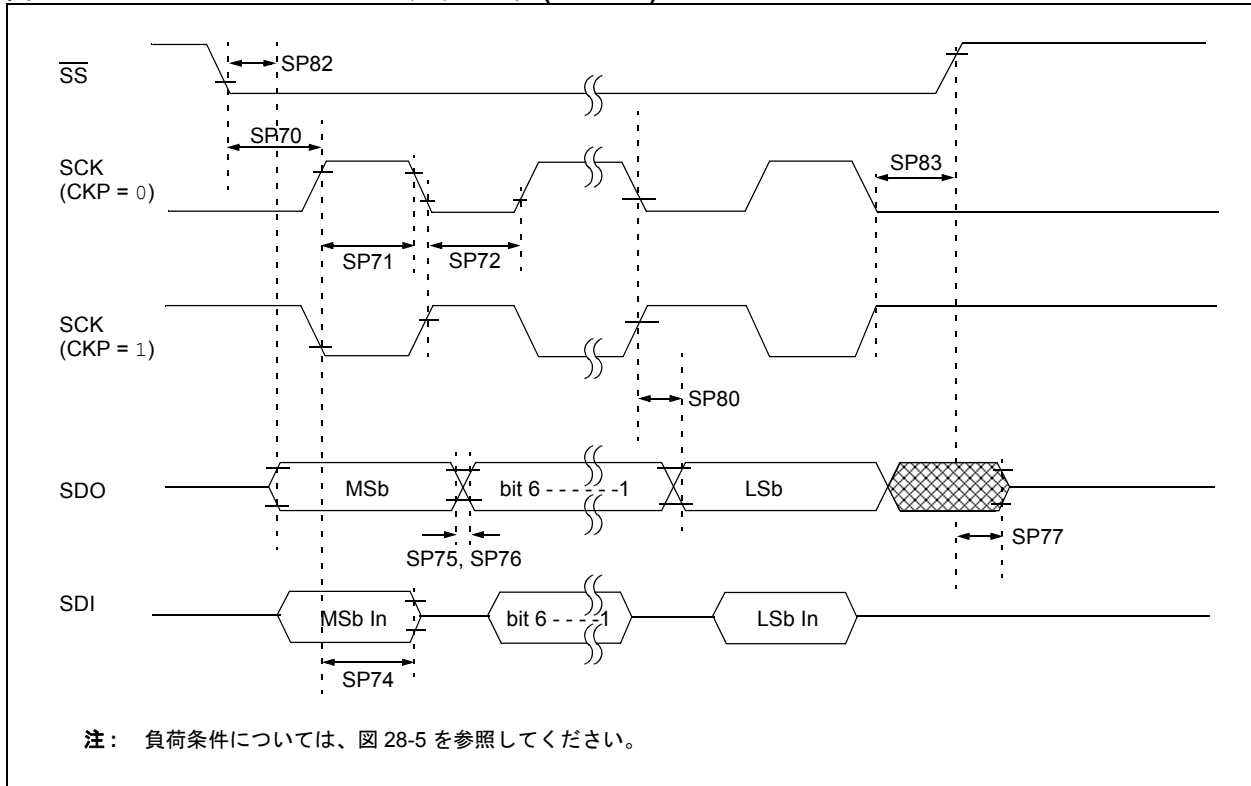 SS
SP82
SP70
SCK
(CKP = 0)
SP83
SP71
SP72
SCK
(CKP = 1)
SP80
SDO
MSb
bit 6 - - - - - -1
LSb
SP77
SP75, SP76
SDI
MSb In
bit 6 - - - -1
LSb In
SP74
注 : 負荷条件については、図 28-5 を参照してください。